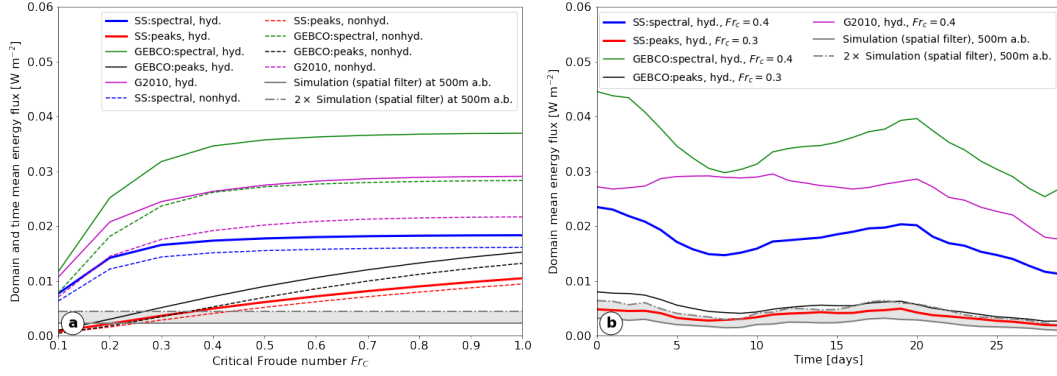 SS:spectral, hyd.
SS:peaks, hyd.
GEBCO:spectral, hyd.
GEBCO:peaks, hyd.
G2010, hyd.
SS:spectral, nonhyd.
SS:peaks, nonhyd.
GEBCO:spectral, nonhyd.
GEBCO:peaks, nonhyd.
G2010, nonhyd.
Simulation (spatial filter) at 500m a.b.
2× Simulation (spatial filter) at 500m a.b.
Domain and time mean energy flux [W m⁻²]
0.06
0.05
0.04
0.03
0.02
0.01
0.00
a
0.1 0.2 0.3 0.4 0.5 0.6 0.7 0.8 0.9 1.0
Critical Froude number Fr_C
SS:spectral, hyd., Fr_c = 0.4
SS:peaks, hyd., Fr_c = 0.3
GEBCO:spectral, hyd., Fr_c = 0.4
GEBCO:peaks, hyd., Fr_c = 0.3
G2010, hyd., Fr_c = 0.4
Simulation (spatial filter), 500m a.b.
2× Simulation (spatial filter), 500m a.b.
Domain mean energy flux [W m⁻²]
0.06
0.05
0.04
0.03
0.02
0.01
0.00
b
0 5 10 15 20 25
Time [days]